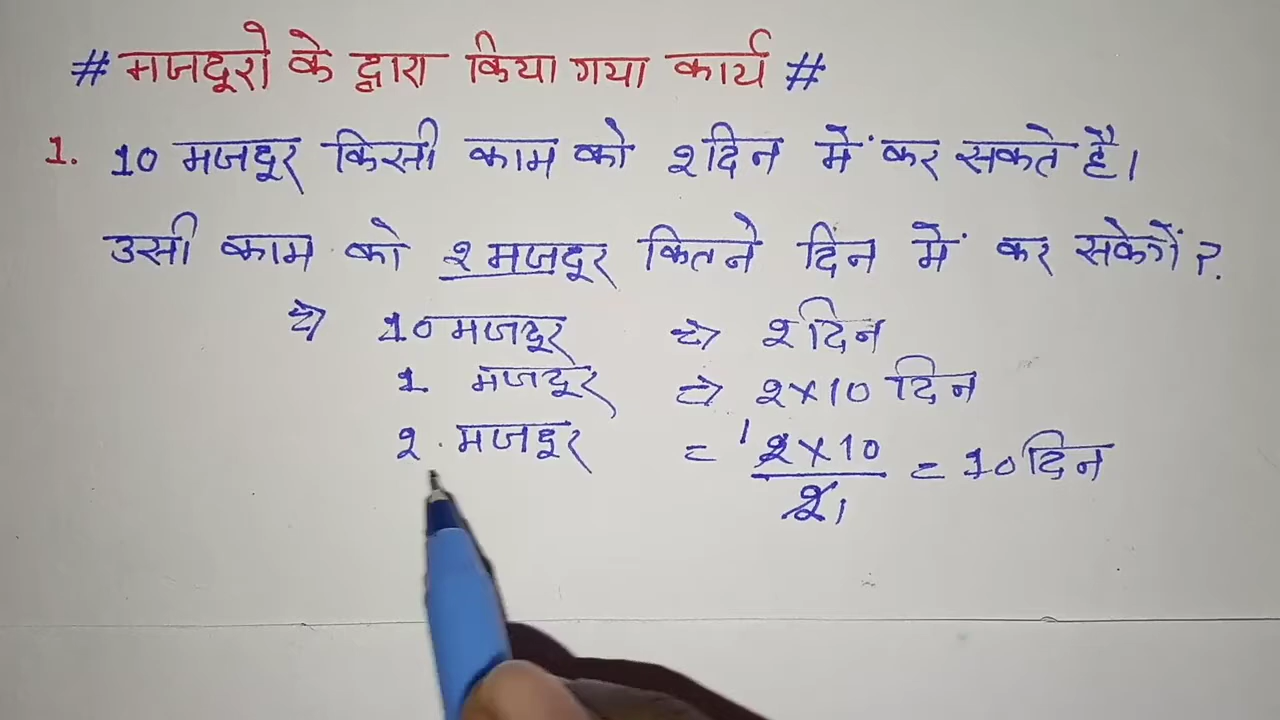 # मजदूरो के द्वारा किया गया कार्य #
1. 10 मजदूर किसी काम को 2 दिन में कर सकते है।
उसी काम को 2 मजदूर कितने दिन में कर सकेगें ?
⇒ 10 मजदूर ⇒ 2 दिन
1 मजदूर ⇒ 2×10 दिन
2 मजदूर = 2×10/2 = 10 दिन